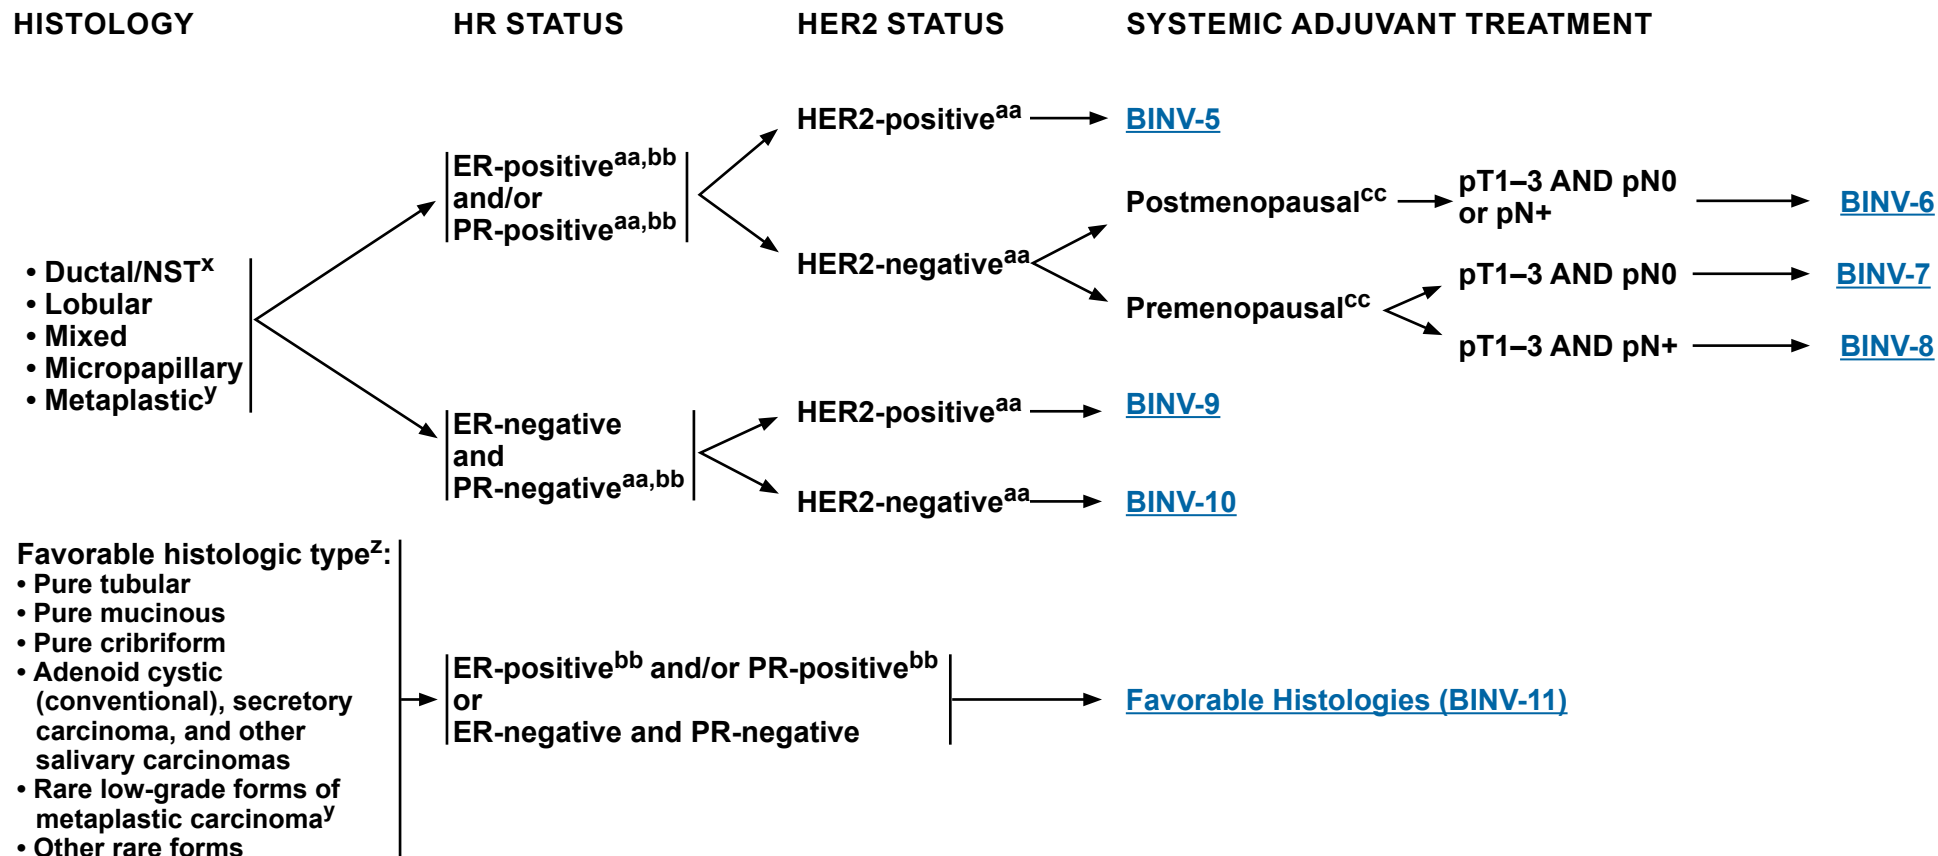 HISTOLOGY
HR STATUS
HER2 STATUS
SYSTEMIC ADJUVANT TREATMENT
• Ductal/NSTx
• Lobular
• Mixed
• Micropapillary
• Metaplasticy
ER-positiveaa,bb
and/or
PR-positiveaa,bb
HER2-positiveaa
BINV-5
HER2-negativeaa
Postmenopausalcc
pT1–3 AND pN0
or pN+
BINV-6
Premenopausalcc
pT1–3 AND pN0
BINV-7
pT1–3 AND pN+
BINV-8
ER-negative
and
PR-negativeaa,bb
HER2-positiveaa
BINV-9
HER2-negativeaa
BINV-10
Favorable histologic typez:
• Pure tubular
• Pure mucinous
• Pure cribriform
• Adenoid cystic
(conventional), secretory
carcinoma, and other
salivary carcinomas
• Rare low-grade forms of
metaplastic carcinomay
• Other rare forms
ER-positivebb and/or PR-positivebb
or
ER-negative and PR-negative
Favorable Histologies (BINV-11)